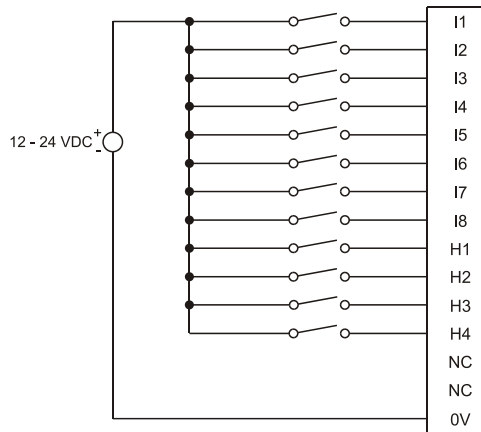 I1
I2
I3
I4
12 - 24 VDC + -
I5
I6
I7
I8
H1
H2
H3
H4
NC
NC
0V